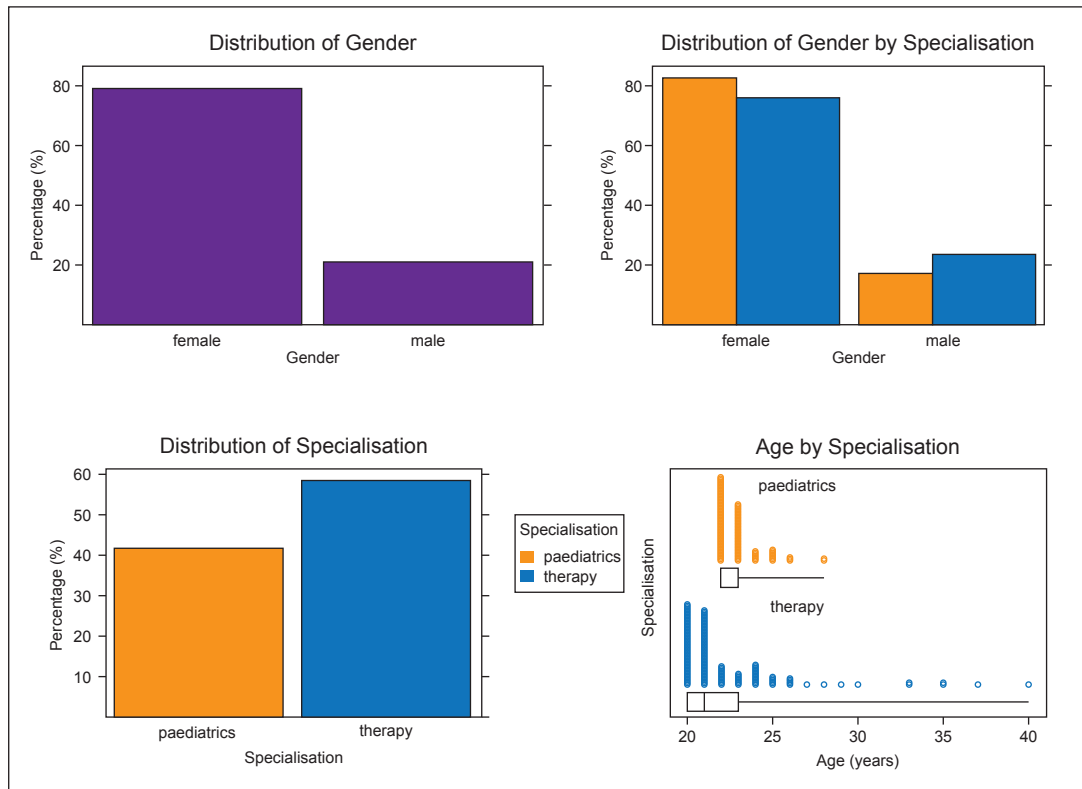 Distribution of Gender
80
60
40
20
Percentage (%)
female
male
Gender
Distribution of Gender by Specialisation
80
60
40
20
Percentage (%)
female
male
Gender
Distribution of Specialisation
60
50
40
30
20
10
Percentage (%)
paediatrics
therapy
Specialisation
Specialisation
paediatrics
therapy
Age by Specialisation
paediatrics
therapy
Specialisation
20 25 30 35 40
Age (years)